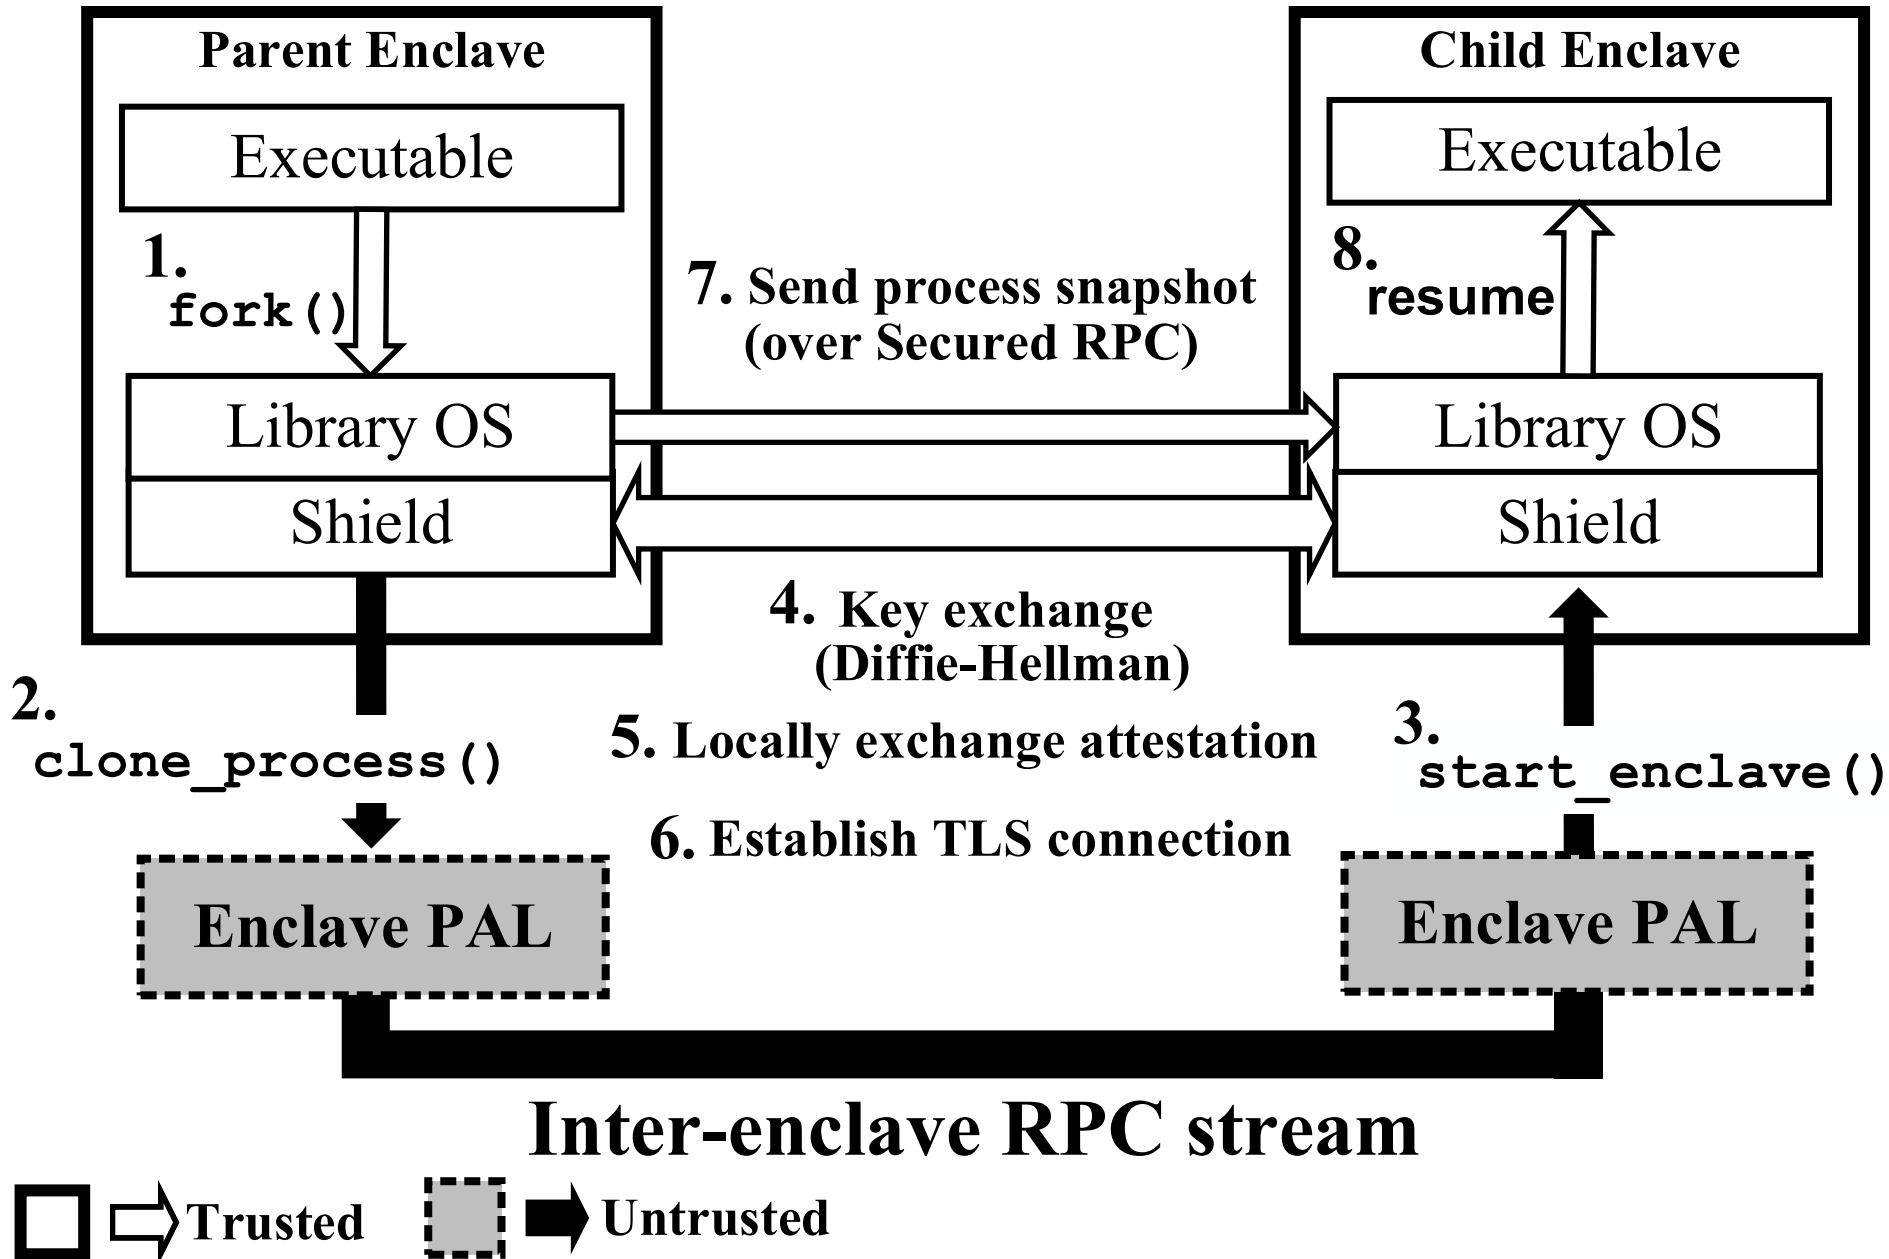 Parent Enclave
Child Enclave
Executable
Executable
1.
fork()
7. Send process snapshot
(over Secured RPC)
8.
resume
Library OS
Library OS
Shield
Shield
4. Key exchange
(Diffie-Hellman)
2.
clone_process()
5. Locally exchange attestation
3.
start_enclave()
6. Establish TLS connection
Enclave PAL
Enclave PAL
Inter-enclave RPC stream
Trusted
Untrusted